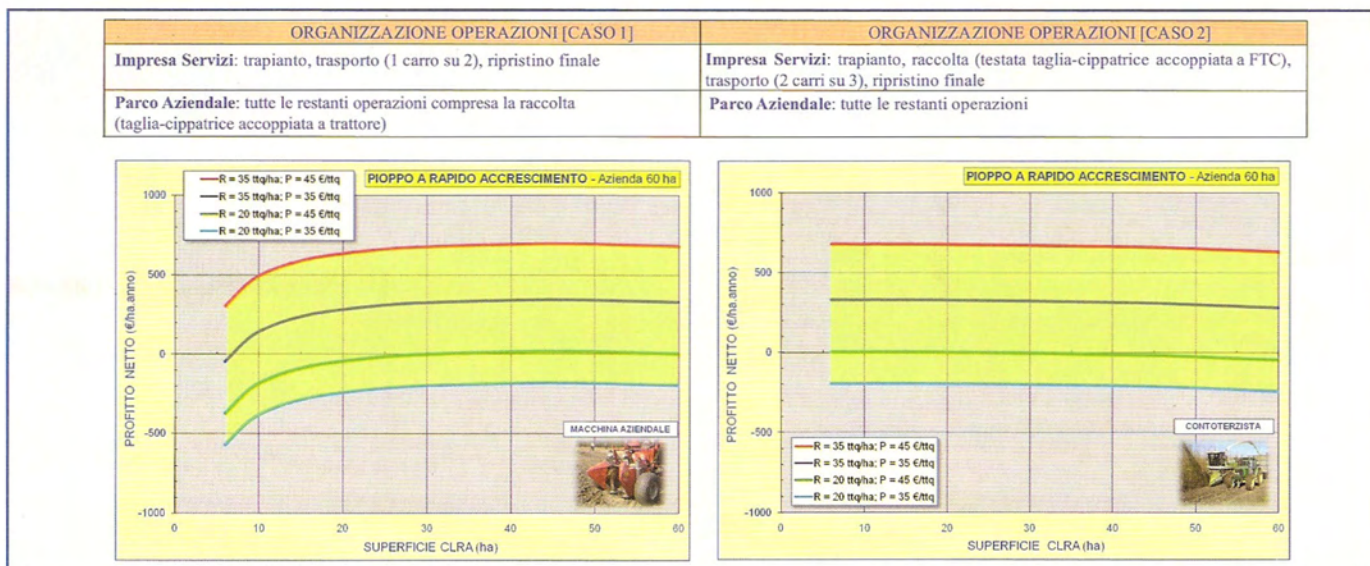 ORGANIZZAZIONE OPERAZIONI [CASO 1]
Impresa Servizi: trapianto, trasporto (1 carro su 2), ripristino finale
Parco Aziendale: tutte le restanti operazioni compresa la raccolta
(taglia-cippatrice accoppiata a trattore)
ORGANIZZAZIONE OPERAZIONI [CASO 2]
Impresa Servizi: trapianto, raccolta (testata taglia-cippatrice accoppiata a FTC),
trasporto (2 carri su 3), ripristino finale
Parco Aziendale: tutte le restanti operazioni
PIOPPO A RAPIDO ACCRESCIMENTO - Azienda 60 ha
R = 35 ttq/ha; P = 45 €/ttq
R = 35 ttq/ha; P = 35 €/ttq
R = 20 ttq/ha; P = 45 €/ttq
R = 20 ttq/ha; P = 35 €/ttq
PROFITTO NETTO (€/ha.anno)
1000
500
0
-500
-1000
MACCHINA AZIENDALE
0 10 20 30 40 50 60
SUPERFICIE CLRA (ha)
PIOPPO A RAPIDO ACCRESCIMENTO - Azienda 60 ha
PROFITTO NETTO (€/ha.anno)
1000
500
0
-500
-1000
CONTOTERZISTA
R = 35 ttq/ha; P = 45 €/ttq
R = 35 ttq/ha; P = 35 €/ttq
R = 20 ttq/ha; P = 45 €/ttq
R = 20 ttq/ha; P = 35 €/ttq
0 10 20 30 40 50 60
SUPERFICIE CLRA (ha)